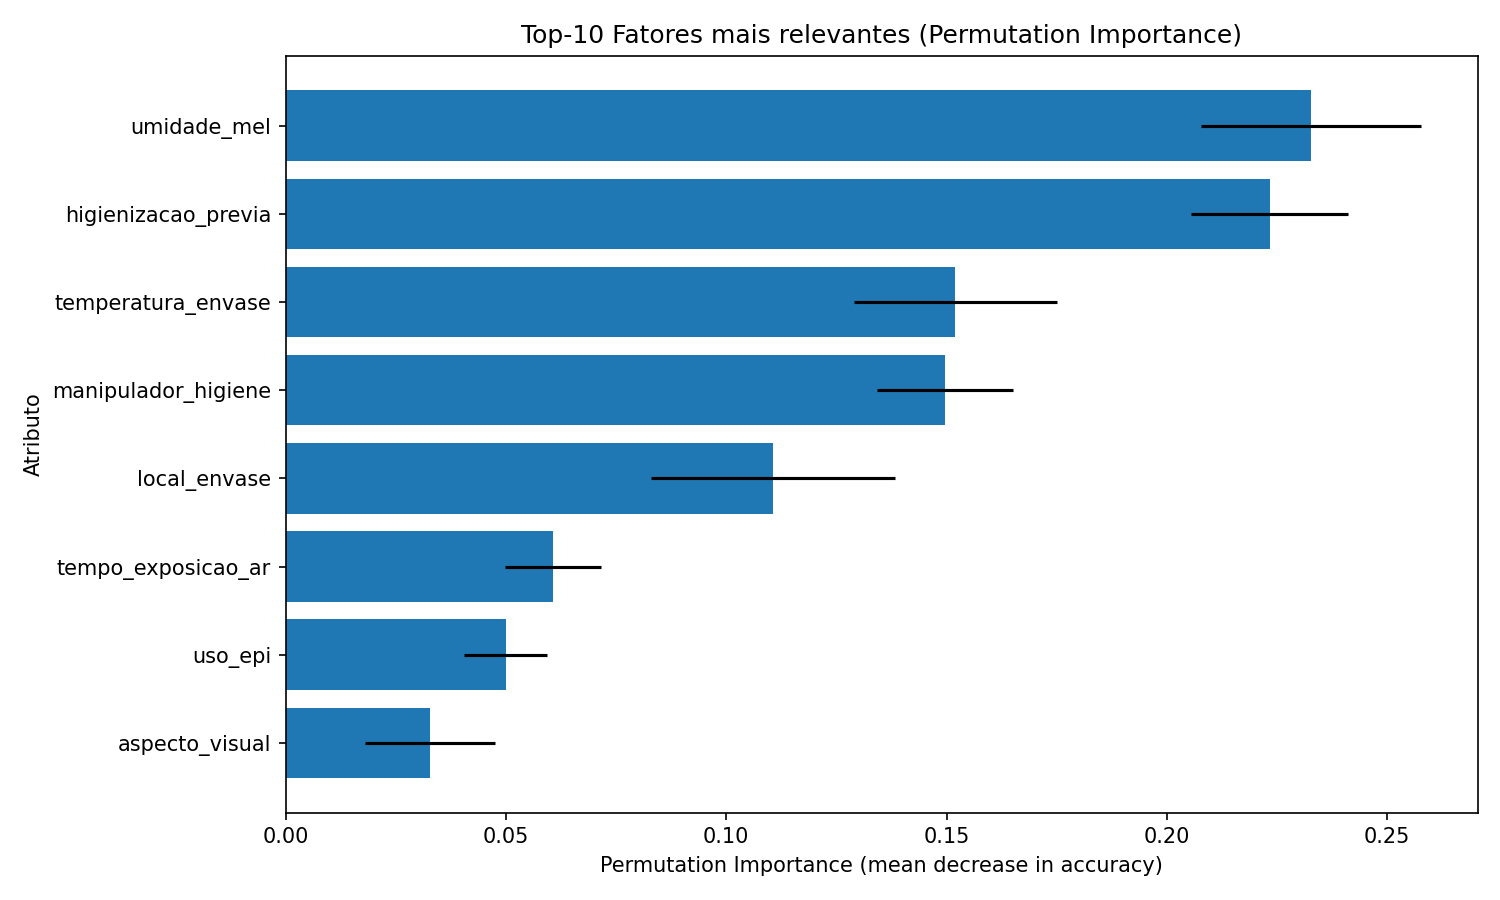 Top-10 Fatores mais relevantes (Permutation Importance)
Atributo
umidade_mel
higienizacao_previa
temperatura_envase
manipulador_higiene
local_envase
tempo_exposicao_ar
uso_epi
aspecto_visual
0.00 0.05 0.10 0.15 0.20 0.25
Permutation Importance (mean decrease in accuracy)